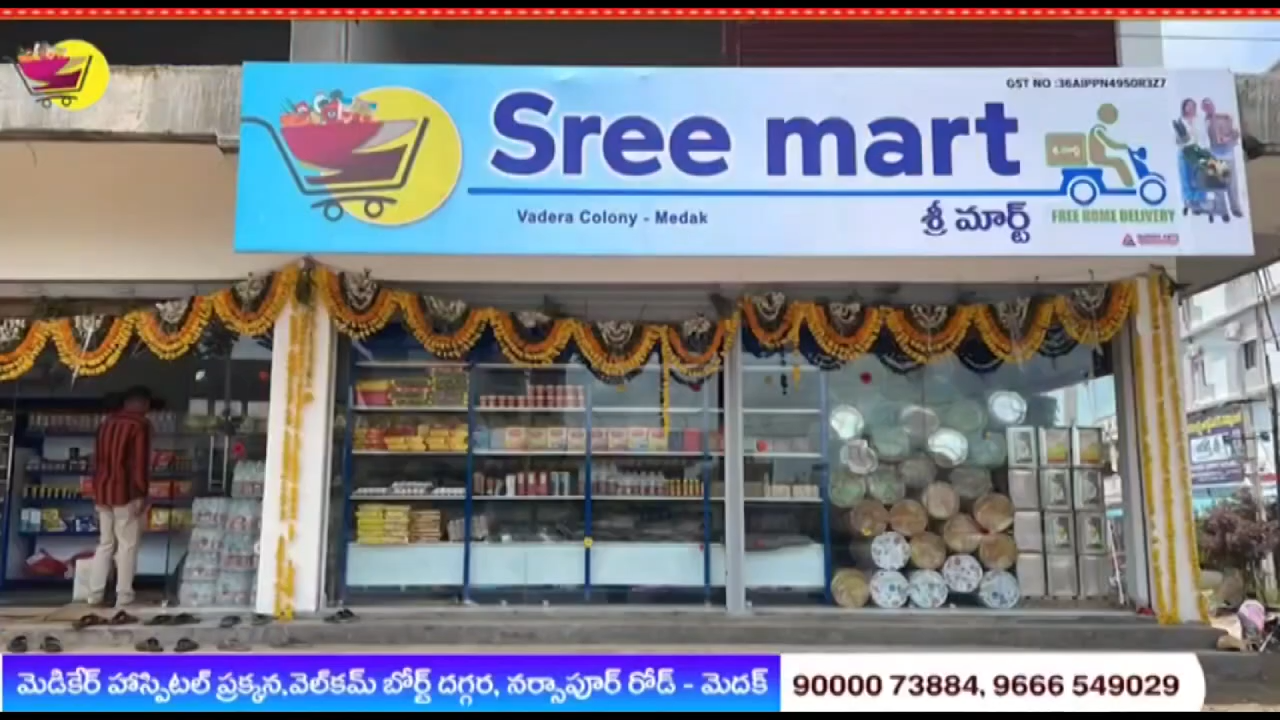 GST NO :36AIPPN4950R3Z7
Sree mart
Vadera Colony - Medak
శ్రీ మార్ట్
FREE HOME DELIVERY
మెడికేర్ హాస్పిటల్ ప్రక్కన,వెల్‌కమ్ బోర్డ్ దగ్గర, నర్సాపూర్ రోడ్ - మెదక్
90000 73884, 9666 549029